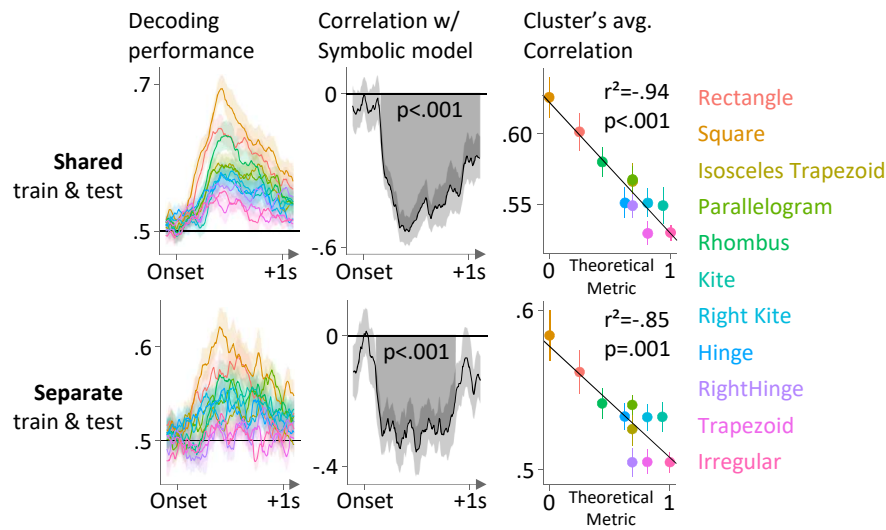 Decoding
performance
Correlation w/
Symbolic model
Cluster's avg.
Correlation
Shared
train & test
.7
.5
Onset
+1s
0
-.6
p<.001
Onset
+1s
.60
.55
r²=-.94
p<.001
0
Theoretical
Metric
1
Separate
train & test
.6
.5
Onset
+1s
0
-.4
p<.001
Onset
+1s
.6
.5
r²=-.85
p=.001
0
Theoretical
Metric
1
Rectangle
Square
Isosceles Trapezoid
Parallelogram
Rhombus
Kite
Right Kite
Hinge
RightHinge
Trapezoid
Irregular